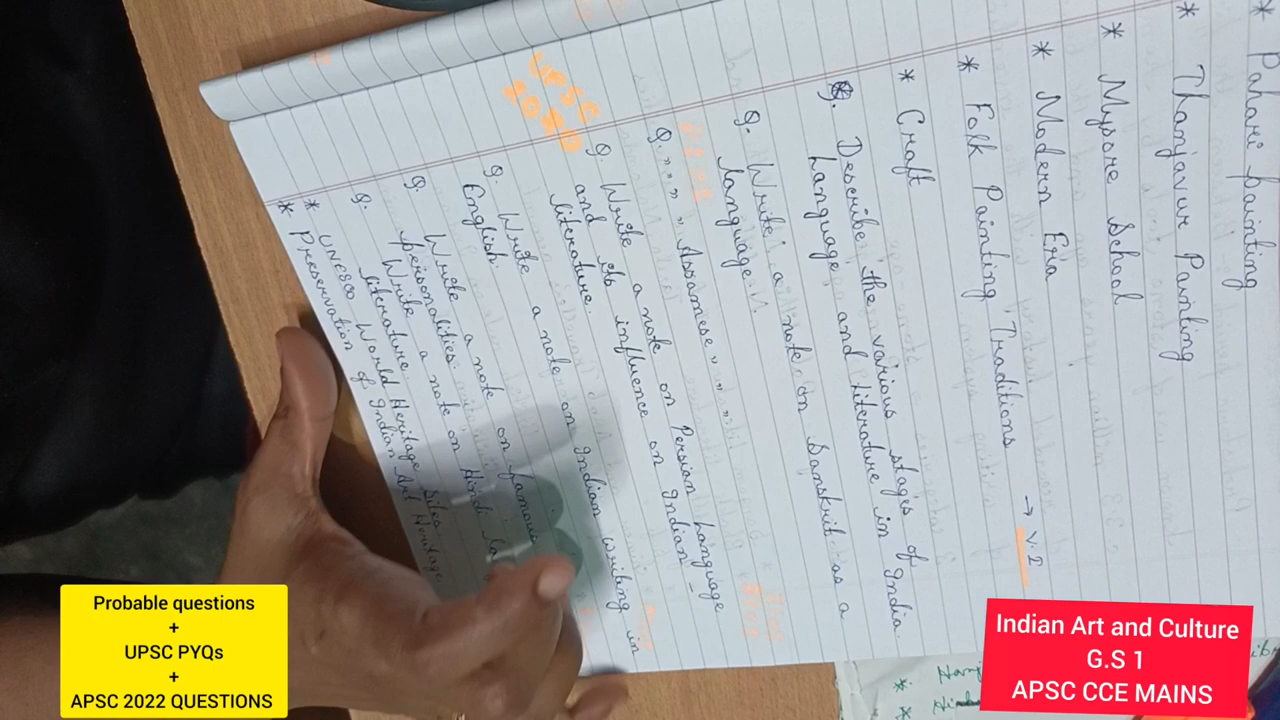 * Pahari painting
* Thanjavur Painting
* Mysore School
* Modern Era
* Folk Painting Traditions → V.I
* Craft
Q. Describe the various stages of
Language and Literature in India.
Q. Write a note on Sanskrit as a
language.
Q. " " " " Assamese " " "
Q. Write a note on Persian Language
and its influence on Indian
literature.
UPSC
2020
Q. Write a note on Indian writing in
English.
Q. Write a note on famous
personalities.
Q. Write a note on Hindi
literature.
* UNESCO World Heritage Sites.
* Preservation of Indian Art Heritage
Probable questions
+
UPSC PYQs
+
APSC 2022 QUESTIONS
Indian Art and Culture
G.S 1
APSC CCE MAINS